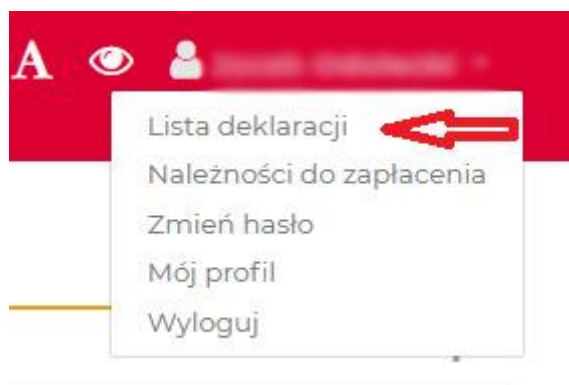 A
Lista deklaracji
Należności do zapłacenia
Zmień hasło
Mój profil
Wyloguj